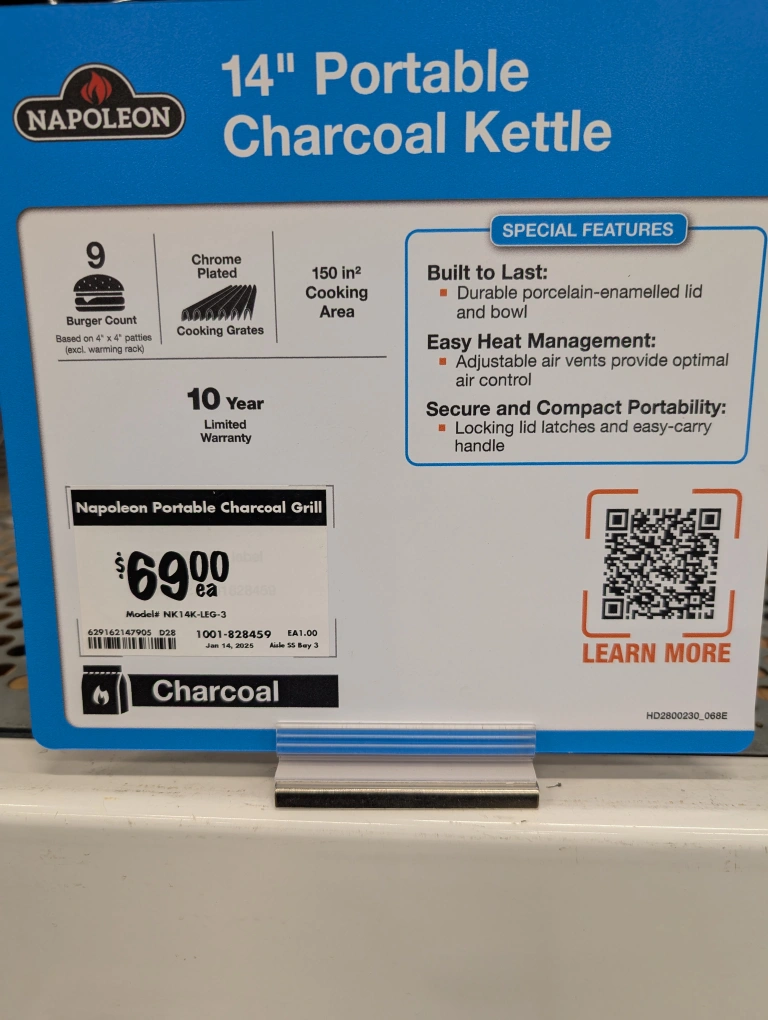 NAPOLEON
14" Portable
Charcoal Kettle
9
Burger Count
Based on 4" x 4" patties
(excl. warming rack)
Chrome
Plated
Cooking Grates
150 in²
Cooking
Area
10 Year
Limited
Warranty
SPECIAL FEATURES
Built to Last:
Durable porcelain-enamelled lid
and bowl
Easy Heat Management:
Adjustable air vents provide optimal
air control
Secure and Compact Portability:
Locking lid latches and easy-carry
handle
Napoleon Portable Charcoal Grill
$6900
ea
Model# NK14K-LEG-3
629162147905 D28 1001-828459 EA1.00
Jan 14, 2025 Aisle SS Bay 3
Charcoal
LEARN MORE
HD2800230_068E